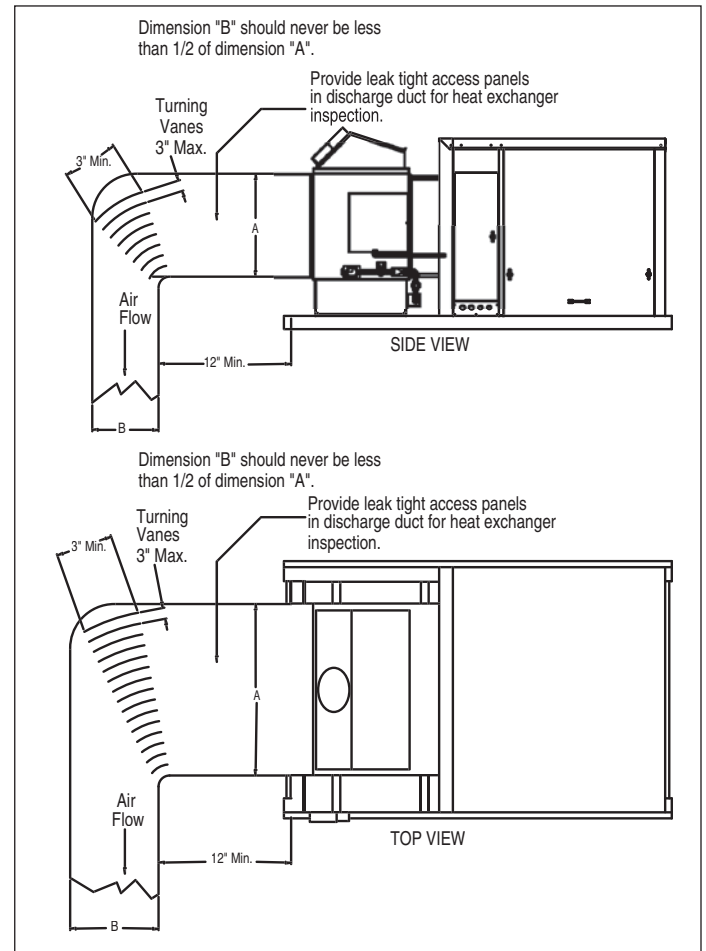 Dimension "B" should never be less
than 1/2 of dimension "A".
Provide leak tight access panels
in discharge duct for heat exchanger
inspection.
Turning
Vanes
3" Max.
3" Min.
A
Air
Flow
SIDE VIEW
12" Min.
B
Dimension "B" should never be less
than 1/2 of dimension "A".
Provide leak tight access panels
in discharge duct for heat exchanger
inspection.
Turning
Vanes
3" Max.
3" Min.
A
Air
Flow
TOP VIEW
12" Min.
B